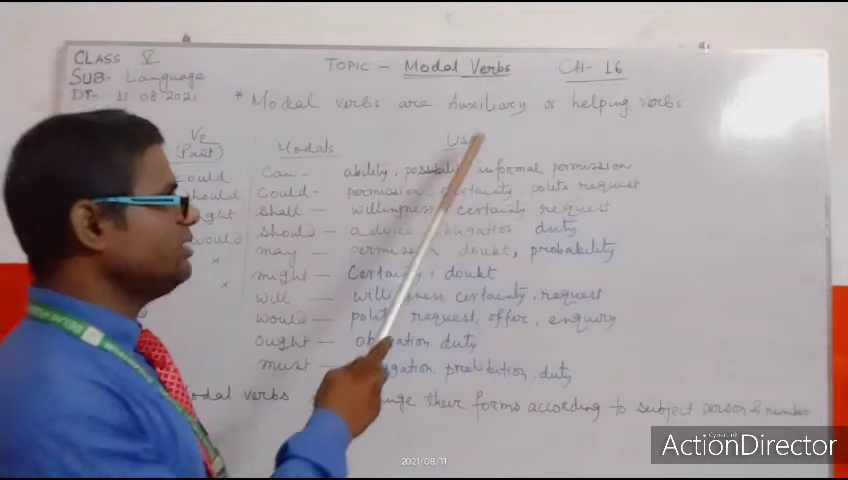 CLASS V TOPIC - Modal Verbs CH- 16
SUB- Language
DT- 11 08 2021
* Modal verbs are Auxiliary or helping verbs
V2 (Past) Modals Use
could Can - ability, possibility informal permission
should Could - permission certainty polite request
Shall - willingness certainty request
would Should - advice obligation duty
× may - permission doubt, probability
× might - Certainty, doubt
will - willingness certainty, request
would - polite request, offer, enquiry
ought - obligation duty
must - prohibition, duty
Modal verbs their forms according to subject person & number
DELHI
2021/08/11
CyberLink
ActionDirector